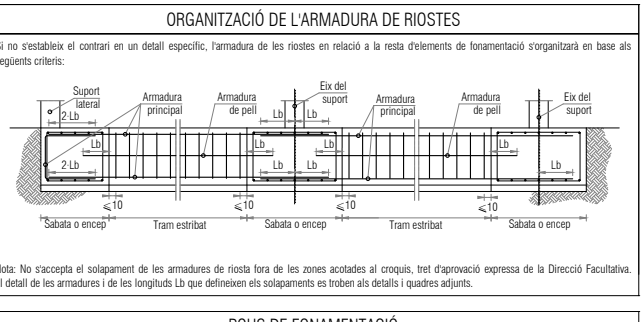 ORGANITZACIÓ DE L'ARMADURA DE RIOSTES
Si no s'estableix el contrari en un detall específic, l'armadura de les riostes en relació a la resta d'elements de fonamentació s'organitzarà en base als
següents criteris:
Suport lateral
Armadura principal
Armadura de pell
Eix del suport
Armadura principal
Armadura de pell
Eix del suport
2·Lb
Lb
Lb
Lb
Lb
Lb
Lb
2·Lb
Lb
Lb
Lb
≤10
≤10
≤10
≤10
Sabata o encep
Tram estribat
Sabata o encep
Tram estribat
Sabata o encep
Nota: No s'accepta el solapament de les armadures de riosta fora de les zones acotades al croquis, tret d'aprovació expressa de la Direcció Facultativa.
El detall de les armadures i de les longituds Lb que defineixen els solapaments es troben als detalls i quadres adjunts.